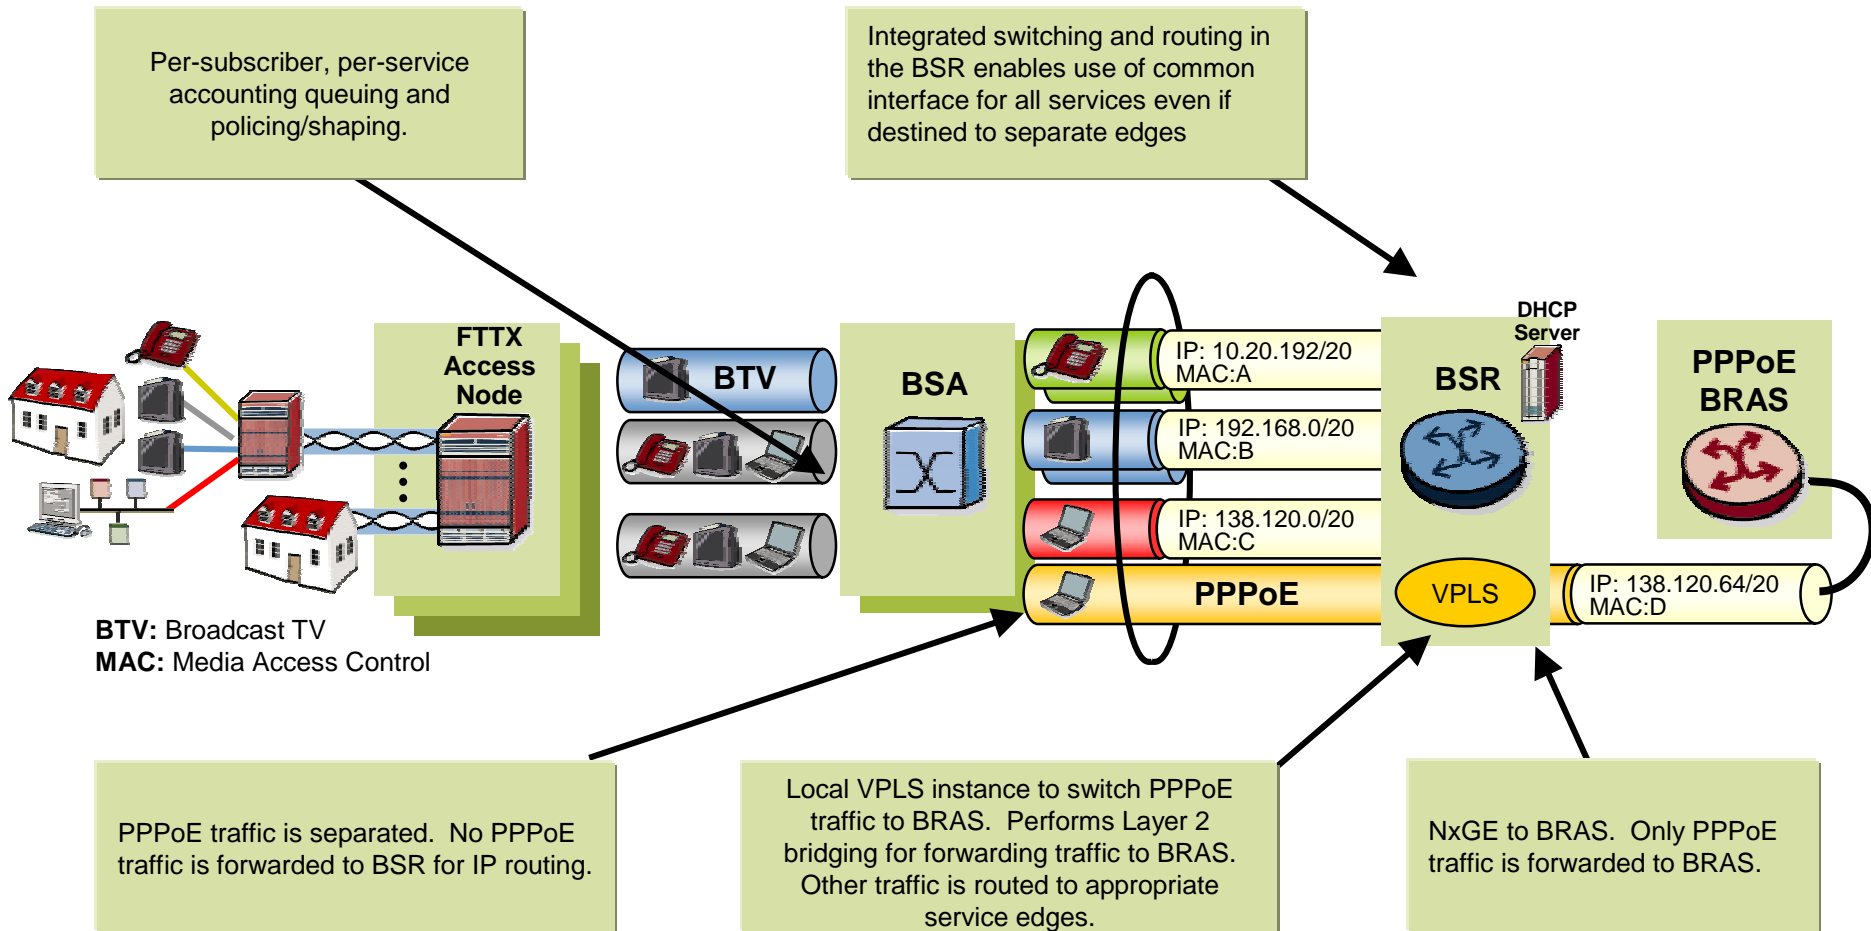 Per-subscriber, per-service
accounting queuing and
policing/shaping.
Integrated switching and routing in
the BSR enables use of common
interface for all services even if
destined to separate edges
FTTX
Access
Node
BTV
BSA
IP: 10.20.192/20
MAC:A
IP: 192.168.0/20
MAC:B
IP: 138.120.0/20
MAC:C
PPPoE
BSR
DHCP
Server
VPLS
PPPoE
BRAS
IP: 138.120.64/20
MAC:D
BTV: Broadcast TV
MAC: Media Access Control
PPPoE traffic is separated.  No PPPoE
traffic is forwarded to BSR for IP routing.
Local VPLS instance to switch PPPoE
traffic to BRAS.  Performs Layer 2
bridging for forwarding traffic to BRAS.
Other traffic is routed to appropriate
service edges.
NxGE to BRAS.  Only PPPoE
traffic is forwarded to BRAS.